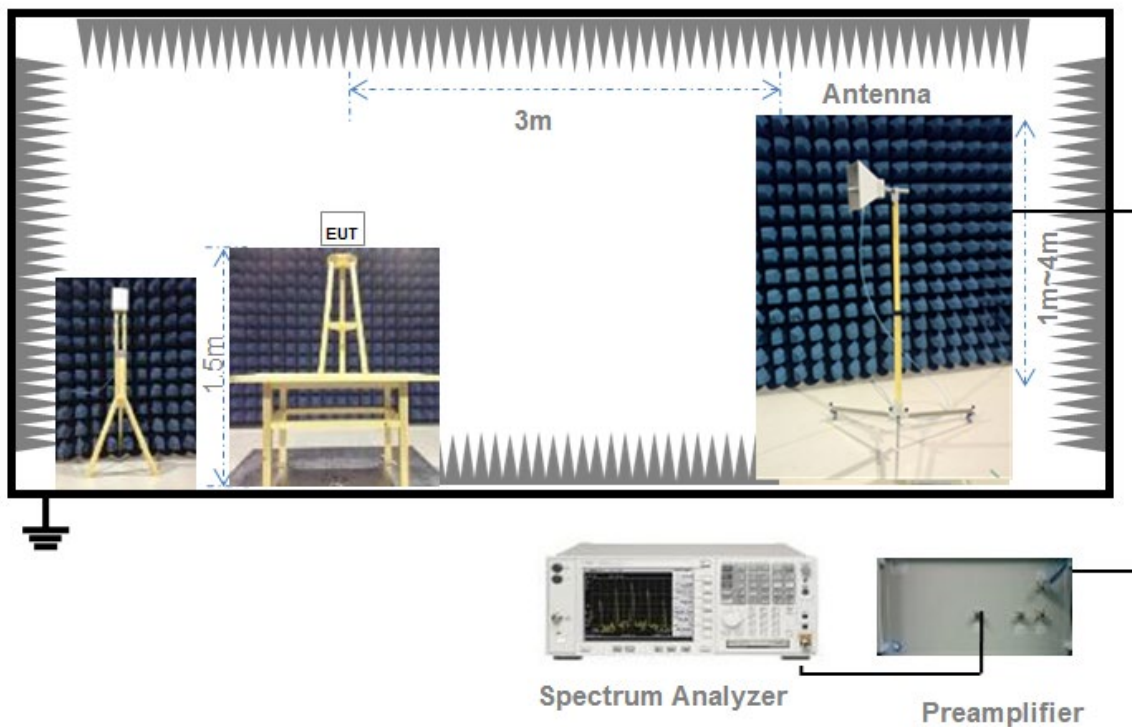 Antenna
3m
EUT
1.5m
1m~4m
Spectrum Analyzer
Preamplifier